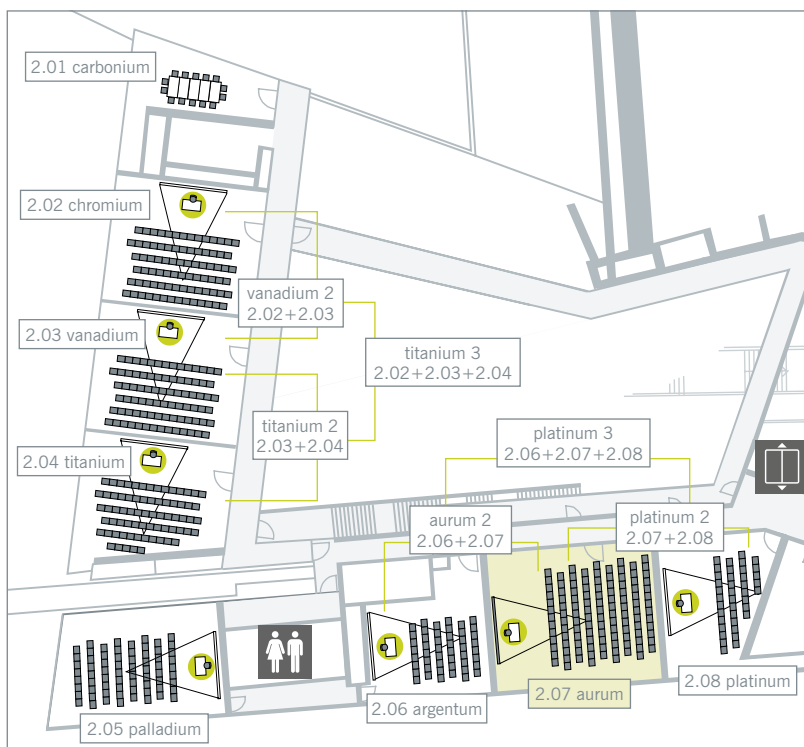 2.01 carbonium
2.02 chromium
vanadium 2
2.02+2.03
2.03 vanadium
titanium 3
2.02+2.03+2.04
titanium 2
2.03+2.04
platinum 3
2.06+2.07+2.08
2.04 titanium
aurum 2
2.06+2.07
platinum 2
2.07+2.08
2.05 palladium
2.06 argentum
2.07 aurum
2.08 platinum